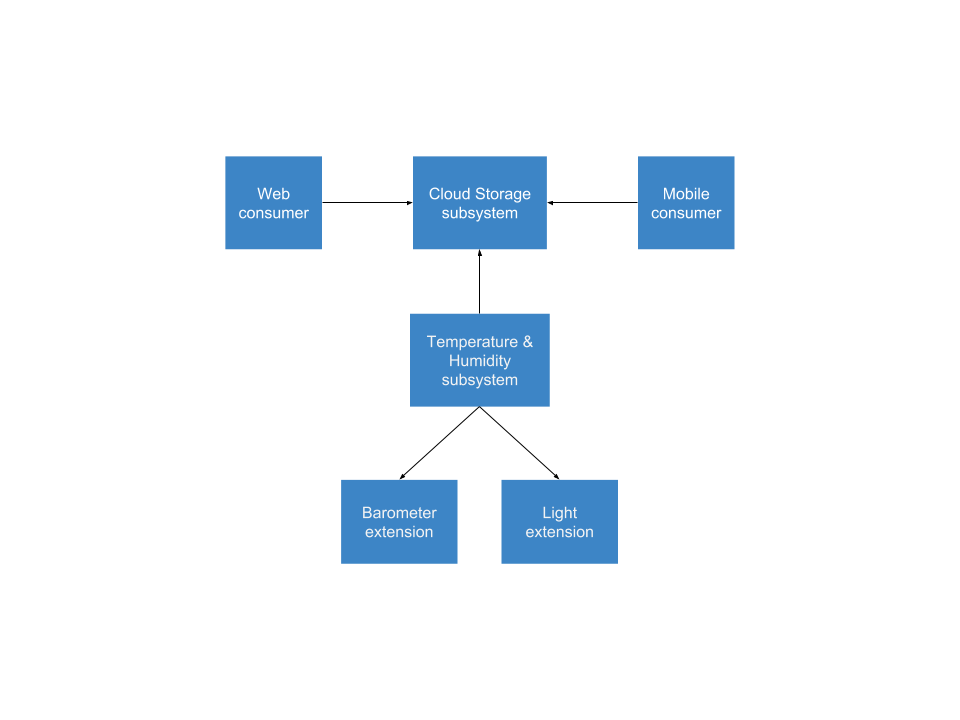 Web
consumer
Cloud Storage
subsystem
Mobile
consumer
Temperature &
Humidity
subsystem
Barometer
extension
Light
extension